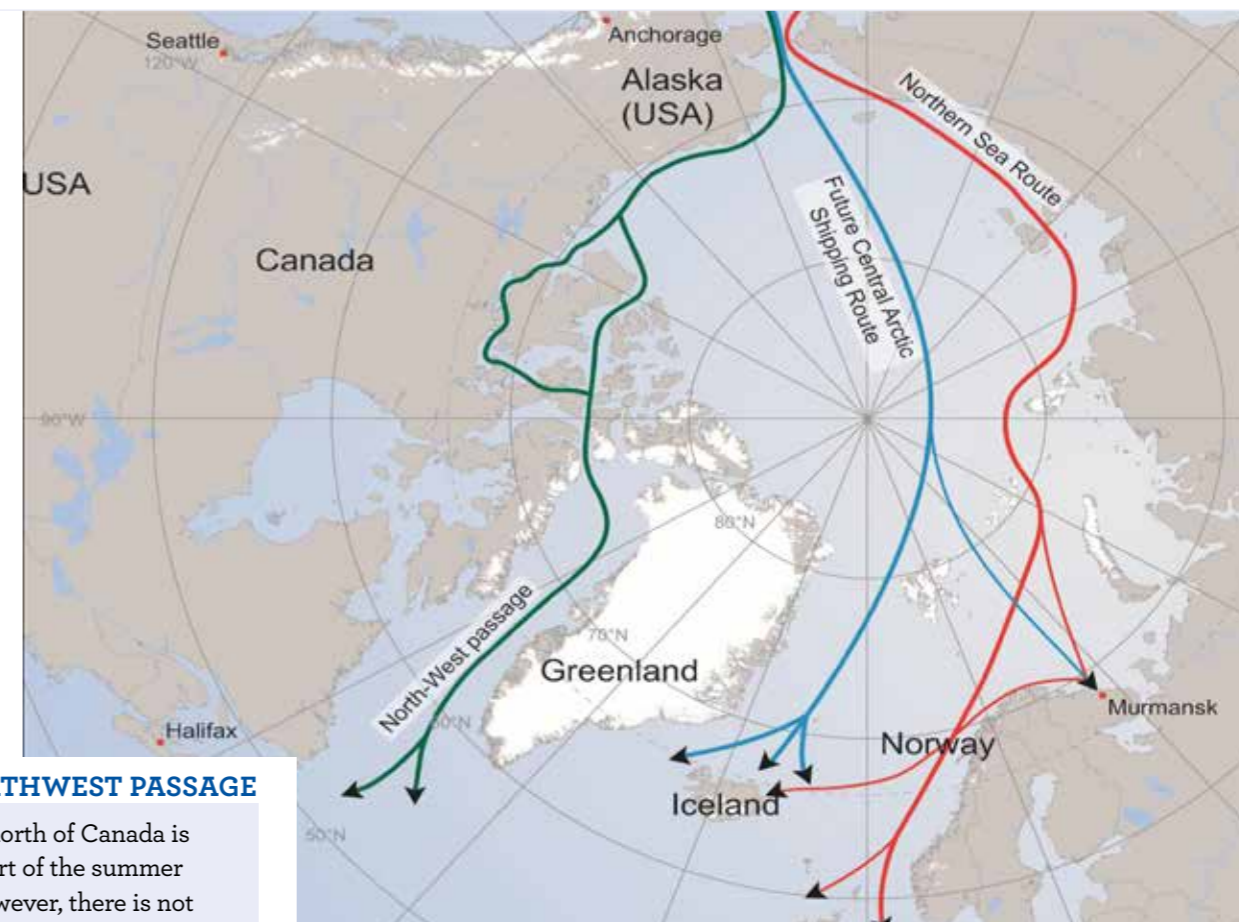 Seattle
120°W
Anchorage
Alaska
(USA)
Northern Sea Route
USA
Future Central Arctic
Shipping Route
Canada
90°W
80°N
70°N
North-West passage
Greenland
Murmansk
Halifax
Norway
Iceland
50°N
THWEST PASSAGE
orth of Canada is
rt of the summer
wever, there is not